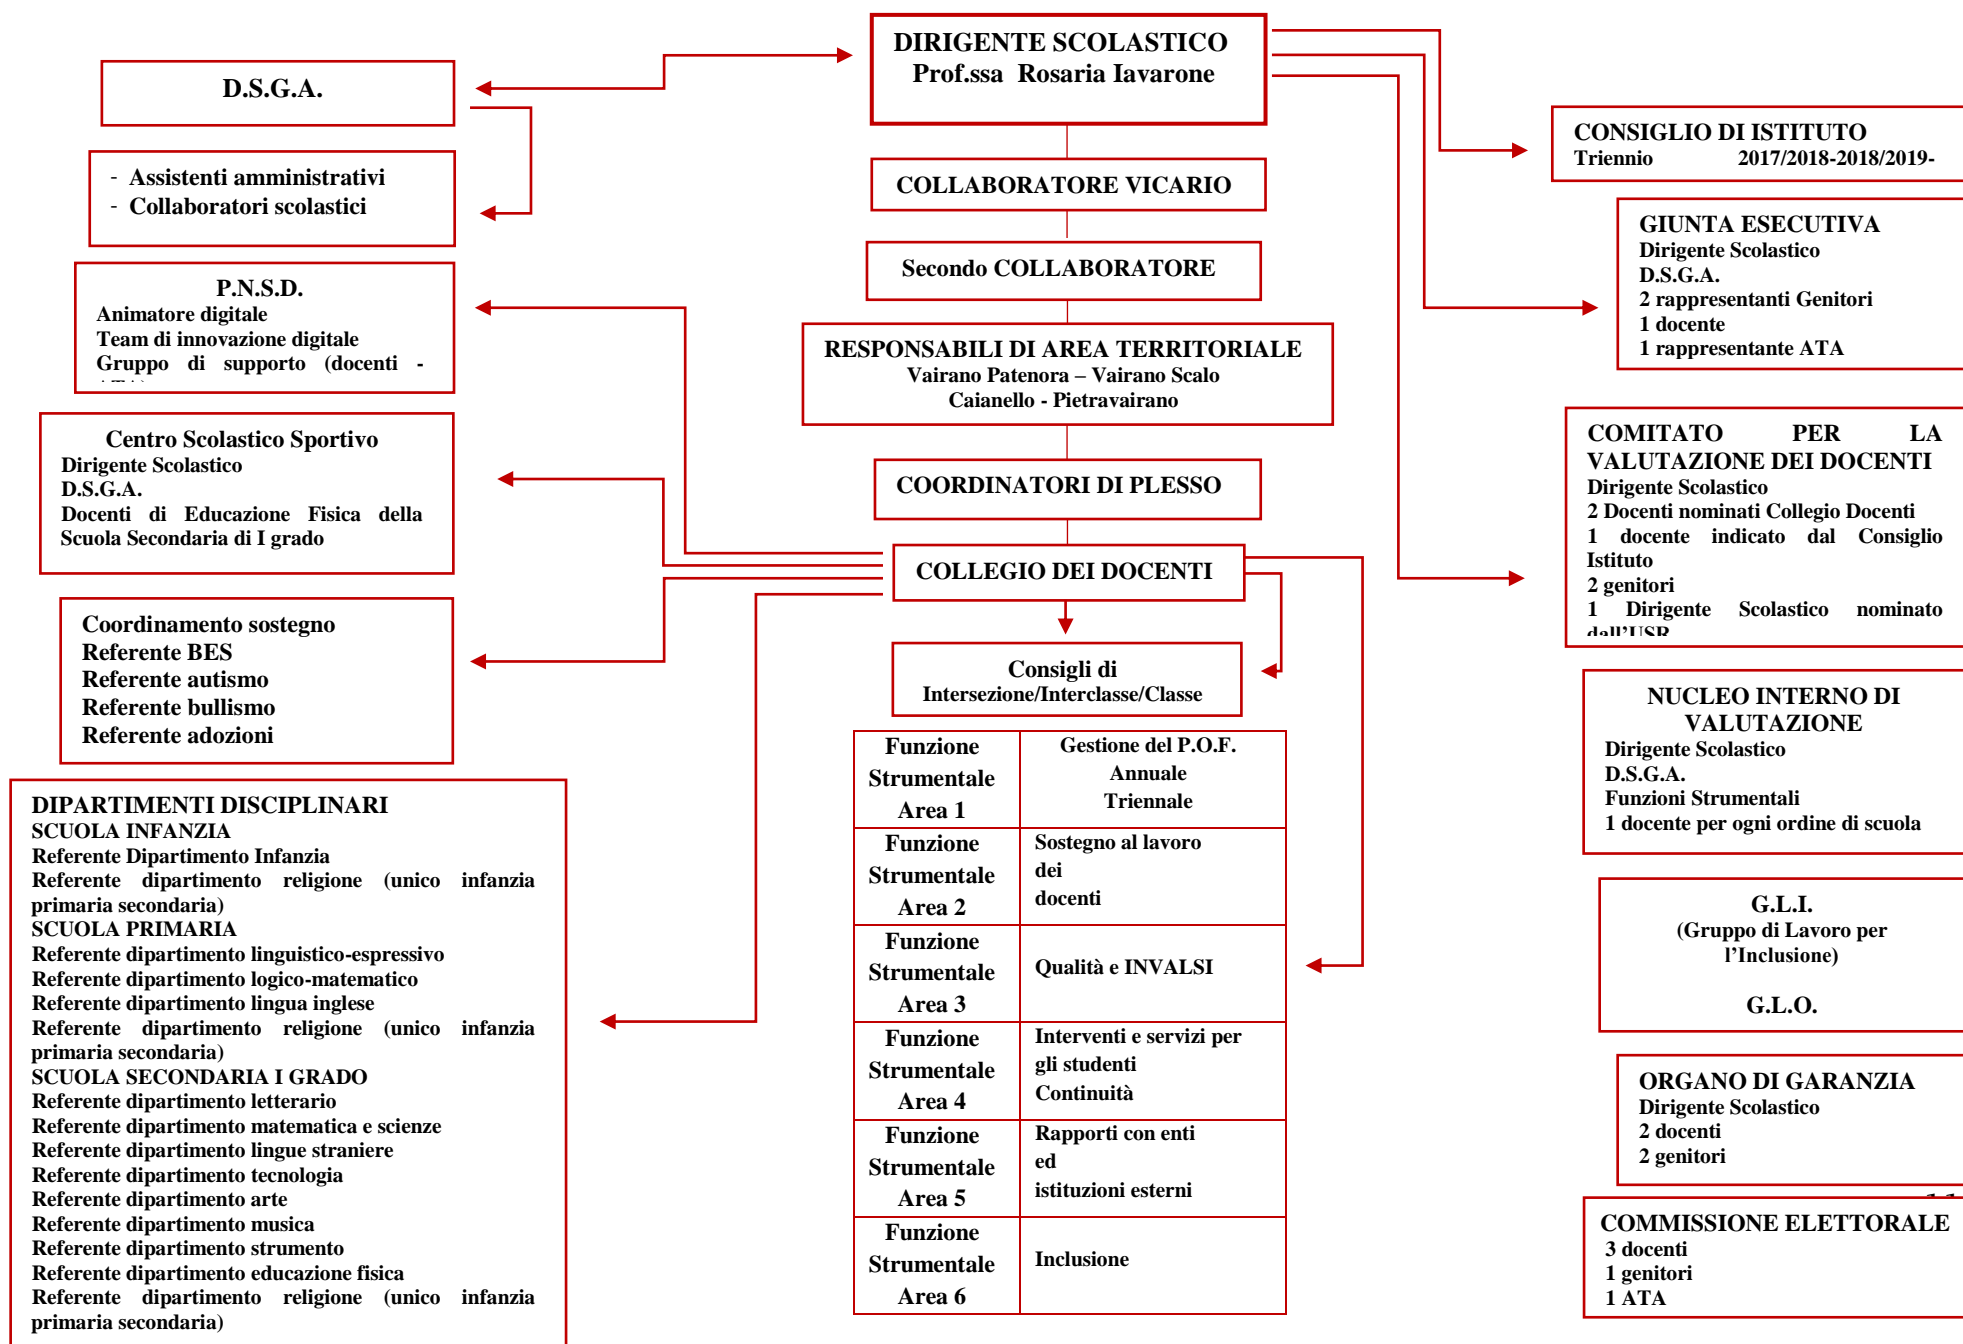 DIRIGENTE SCOLASTICO
Prof.ssa Rosaria Iavarone
D.S.G.A.
- Assistenti amministrativi
- Collaboratori scolastici
P.N.S.D.
Animatore digitale
Team di innovazione digitale
Gruppo di supporto (docenti -
Centro Scolastico Sportivo
Dirigente Scolastico
D.S.G.A.
Docenti di Educazione Fisica della
Scuola Secondaria di I grado
Coordinamento sostegno
Referente BES
Referente autismo
Referente bullismo
Referente adozioni
DIPARTIMENTI DISCIPLINARI
SCUOLA INFANZIA
Referente Dipartimento Infanzia
Referente dipartimento religione (unico infanzia
primaria secondaria)
SCUOLA PRIMARIA
Referente dipartimento linguistico-espressivo
Referente dipartimento logico-matematico
Referente dipartimento lingua inglese
Referente dipartimento religione (unico infanzia
primaria secondaria)
SCUOLA SECONDARIA I GRADO
Referente dipartimento letterario
Referente dipartimento matematica e scienze
Referente dipartimento lingue straniere
Referente dipartimento tecnologia
Referente dipartimento arte
Referente dipartimento musica
Referente dipartimento strumento
Referente dipartimento educazione fisica
Referente dipartimento religione (unico infanzia
primaria secondaria)
COLLABORATORE VICARIO
Secondo COLLABORATORE
RESPONSABILI DI AREA TERRITORIALE
Vairano Patenora – Vairano Scalo
Caianello - Pietravairano
COORDINATORI DI PLESSO
COLLEGIO DEI DOCENTI
Consigli di
Intersezione/Interclasse/Classe
Funzione
Strumentale
Area 1
Gestione del P.O.F.
Annuale
Triennale
Funzione
Strumentale
Area 2
Sostegno al lavoro
dei
docenti
Funzione
Strumentale
Area 3
Qualità e INVALSI
Funzione
Strumentale
Area 4
Interventi e servizi per
gli studenti
Continuità
Funzione
Strumentale
Area 5
Rapporti con enti
ed
istituzioni esterni
Funzione
Strumentale
Area 6
Inclusione
CONSIGLIO DI ISTITUTO
Triennio 2017/2018-2018/2019-
GIUNTA ESECUTIVA
Dirigente Scolastico
D.S.G.A.
2 rappresentanti Genitori
1 docente
1 rappresentante ATA
COMITATO PER LA
VALUTAZIONE DEI DOCENTI
Dirigente Scolastico
2 Docenti nominati Collegio Docenti
1 docente indicato dal Consiglio
Istituto
2 genitori
1 Dirigente Scolastico nominato
dall'USR
NUCLEO INTERNO DI
VALUTAZIONE
Dirigente Scolastico
D.S.G.A.
Funzioni Strumentali
1 docente per ogni ordine di scuola
G.L.I.
(Gruppo di Lavoro per
l'Inclusione)
G.L.O.
ORGANO DI GARANZIA
Dirigente Scolastico
2 docenti
2 genitori
COMMISSIONE ELETTORALE
3 docenti
1 genitori
1 ATA